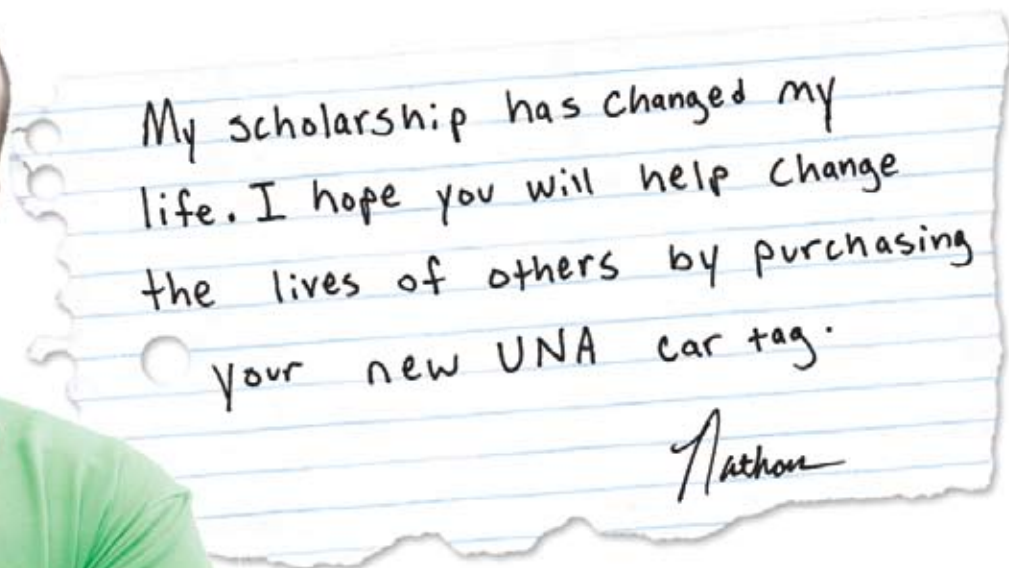 My scholarship has changed my
life. I hope you will help change
the lives of others by purchasing
your new UNA car tag.
Nathan